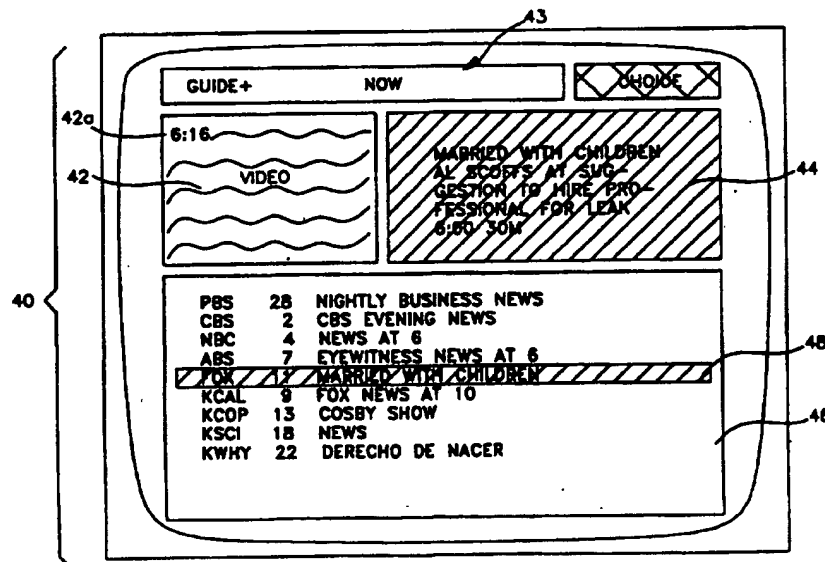 43
GUIDE+ NOW CHOICE
42a
6:16
42
VIDEO
MARRIED WITH CHILDREN
AL SCOFFS AT SUG-
GESTION TO HIRE PRO-
FESSIONAL FOR LEAK
6:00 30M
44
40
PBS 28 NIGHTLY BUSINESS NEWS
CBS 2 CBS EVENING NEWS
NBC 4 NEWS AT 6
ABS 7 EYEWITNESS NEWS AT 6
FOX 11 MARRIED WITH CHILDREN
48
KCAL 9 FOX NEWS AT 10
KCOP 13 COSBY SHOW
KSCI 18 NEWS
KWHY 22 DERECHO DE NACER